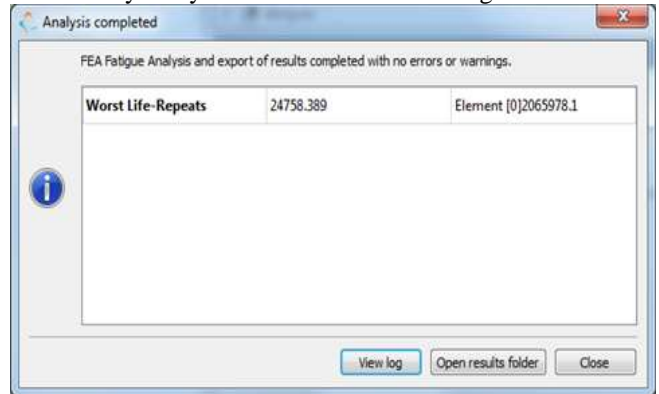 Analysis completed
FEA Fatigue Analysis and export of results completed with no errors or warnings.
Worst Life-Repeats 24758.389 Element [0]2065978.1
View log Open results folder Close